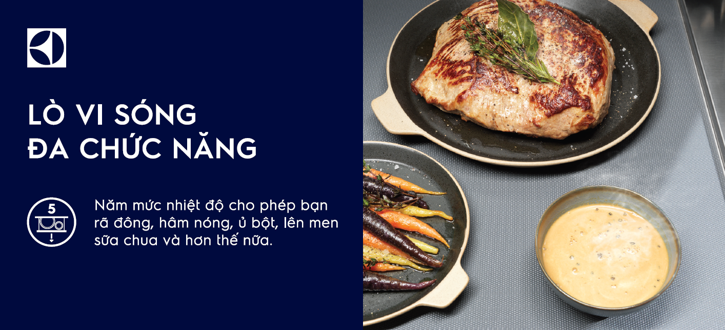 LÒ VI SÓNG
ĐA CHỨC NĂNG
5
Năm mức nhiệt độ cho phép bạn
rã đông, hâm nóng, ủ bột, lên men
sữa chua và hơn thế nữa.